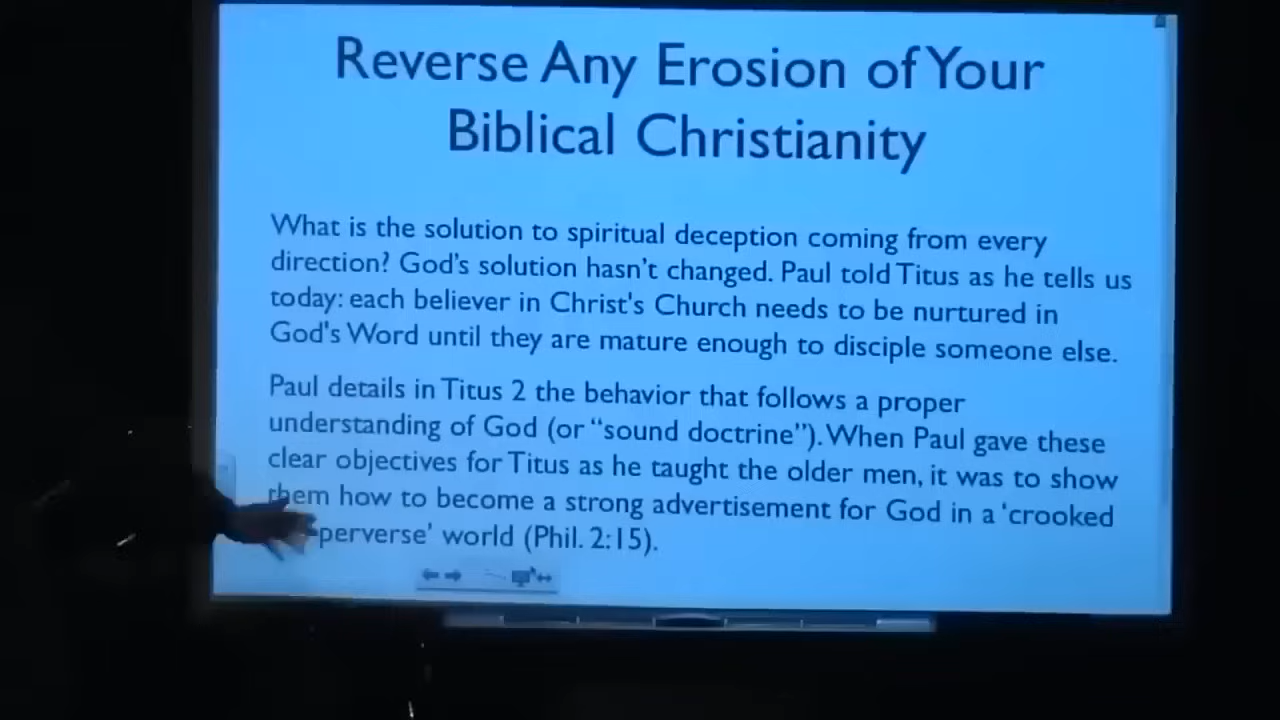 Reverse Any Erosion of Your
Biblical Christianity
What is the solution to spiritual deception coming from every
direction? God's solution hasn't changed. Paul told Titus as he tells us
today: each believer in Christ's Church needs to be nurtured in
God's Word until they are mature enough to disciple someone else.
Paul details in Titus 2 the behavior that follows a proper
understanding of God (or “sound doctrine”). When Paul gave these
clear objectives for Titus as he taught the older men, it was to show
them how to become a strong advertisement for God in a ‘crooked
perverse’ world (Phil. 2:15).